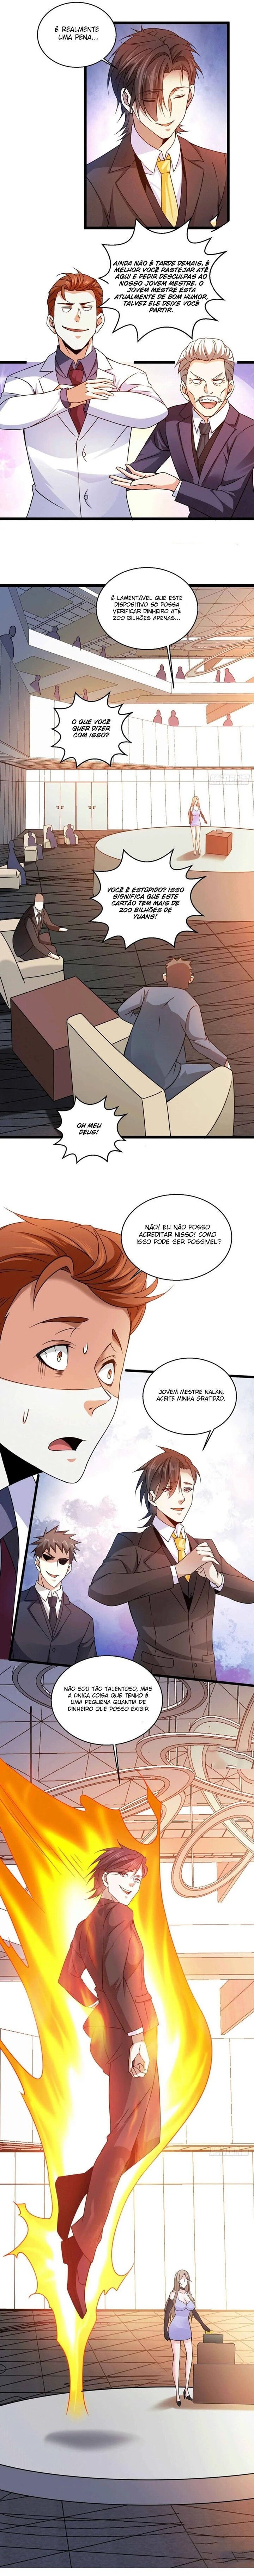 É REALMENTE
UMA PENA...
AINDA NÃO É TARDE DEMAIS, É
MELHOR VOCÊ RASTEJAR ATÉ
AQUI E PEDIR DESCULPAS AO
NOSSO JOVEM MESTRE. O
JOVEM MESTRE ESTA
ATUALMENTE DE BOM HUMOR,
TALVEZ ELE DEIXE VOCÊ
PARTIR.
É LAMENTÁVEL QUE ESTE
DISPOSITIVO SÓ POSSA
VERIFICAR DINHEIRO ATÉ
200 BILHÕES APENAS...
O QUE VOCÊ
QUER DIZER
COM ISSO?
VOCÊ É ESTÚPIDO? ISSO
SIGNIFICA QUE ESTE
CARTÃO TEM MAIS DE
200 BILHÕES DE
YUANS!
OH MEU
DEUS!
NÃO! EU NÃO POSSO
ACREDITAR NISSO! COMO
ISSO PODE SER POSSIVEL?
JOVEM MESTRE NALAN,
ACEITE MINHA GRATIDÃO.
NÃO SOU TÃO TALENTOSO, MAS
A ÚNICA COISA QUE TENHO É
UMA PEQUENA QUANTIA DE
DINHEIRO QUE POSSO EXIBIR